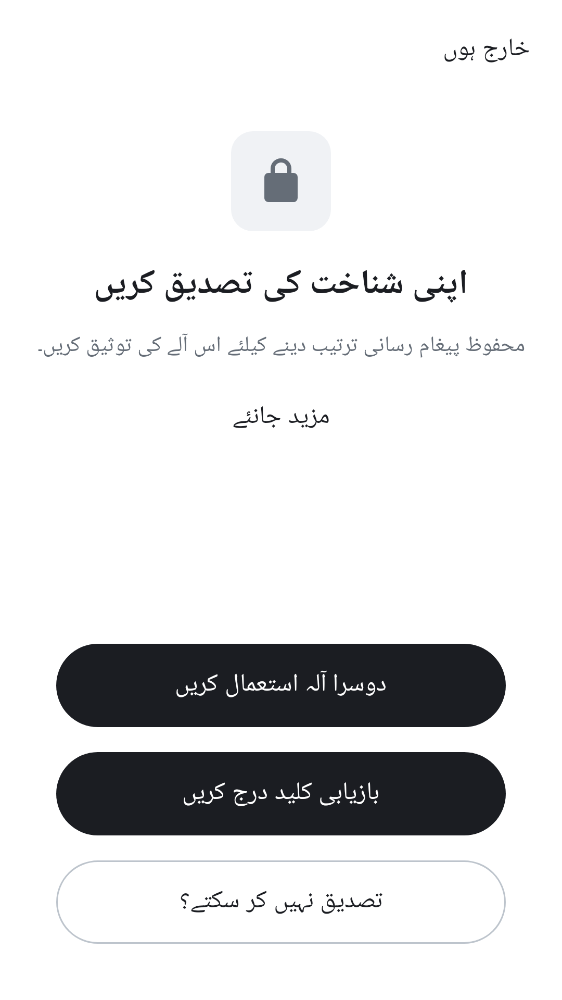 خارج ہوں
اپنی شناخت کی تصدیق کریں
محفوظ پیغام رسانی ترتیب دینے کیلئے اس آلے کی توثیق کریں۔
مزید جانئے
دوسرا آلہ استعمال کریں
بازیابی کلید درج کریں
تصدیق نہیں کر سکتے؟